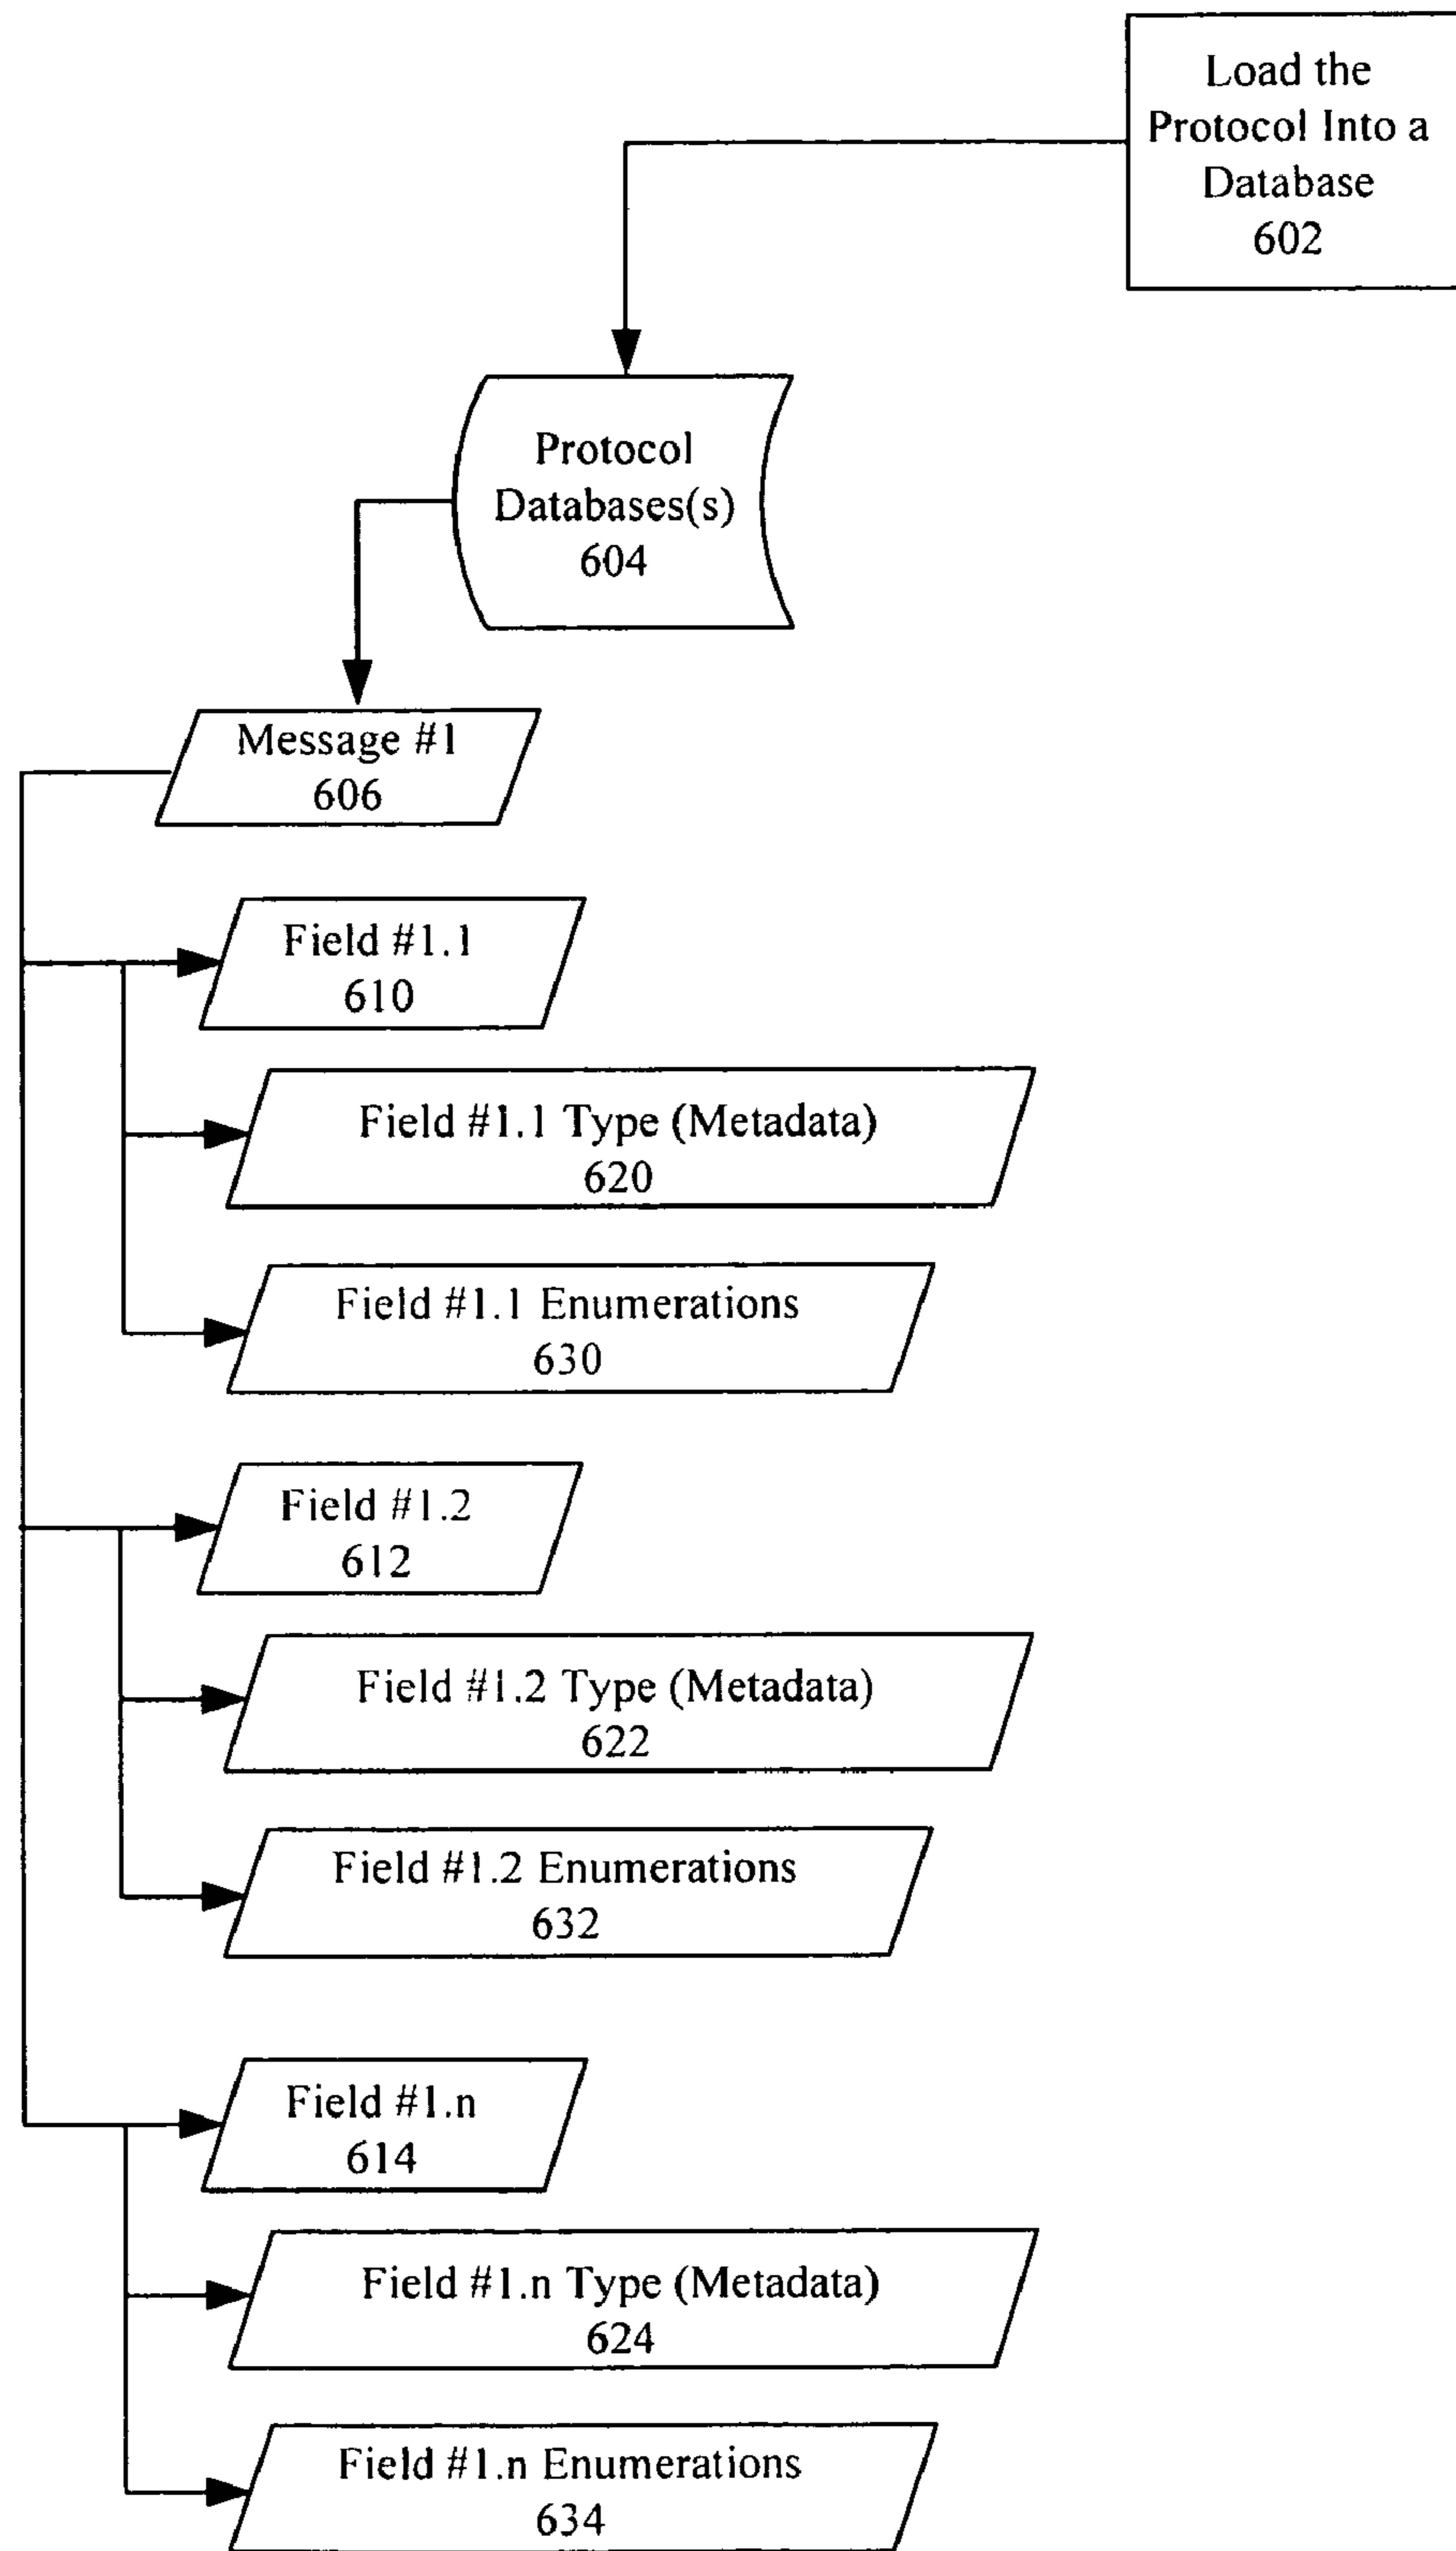 Load the
Protocol Into a
Database
602
Protocol
Databases(s)
604
Message #1
606
Field #1.1
610
Field #1.1 Type (Metadata)
620
Field #1.1 Enumerations
630
Field #1.2
612
Field #1.2 Type (Metadata)
622
Field #1.2 Enumerations
632
Field #1.n
614
Field #1.n Type (Metadata)
624
Field #1.n Enumerations
634